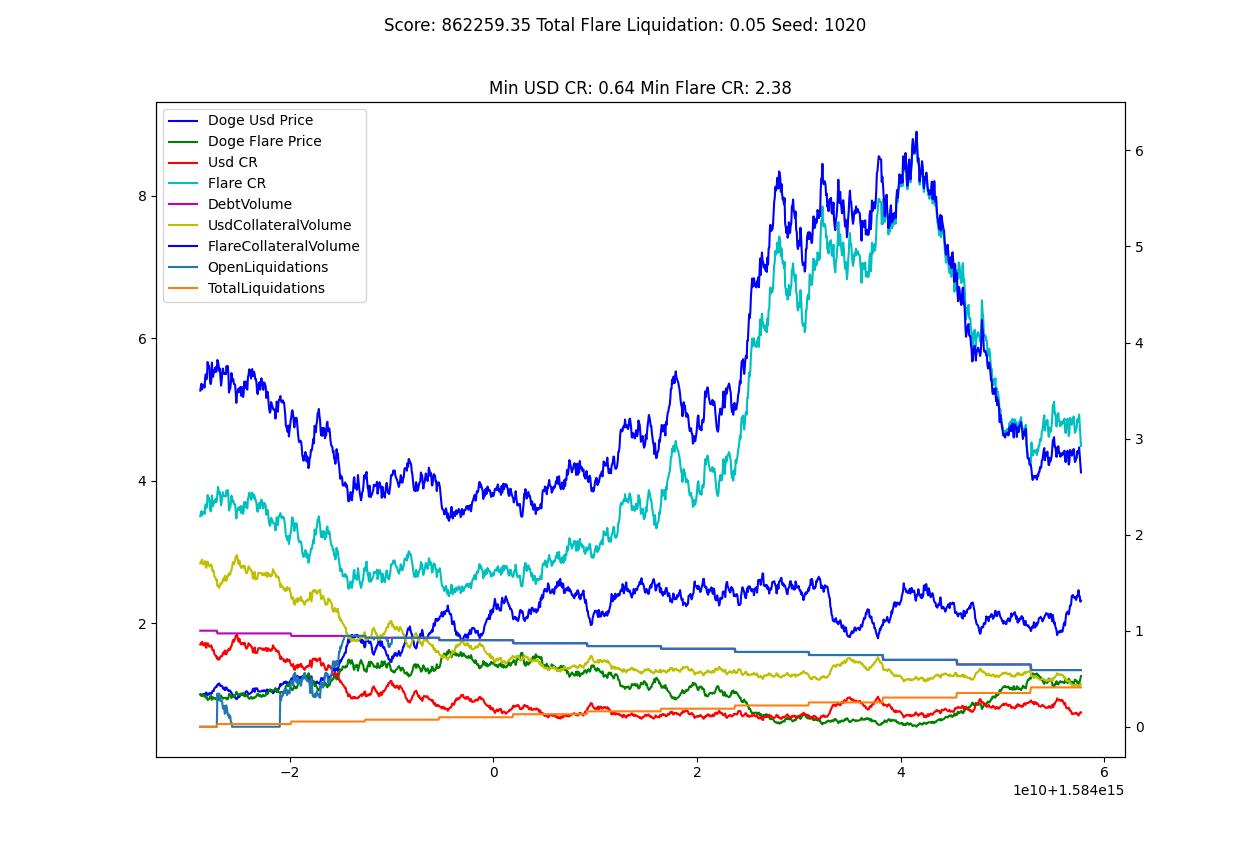 Score: 862259.35 Total Flare Liquidation: 0.05 Seed: 1020
Min USD CR: 0.64 Min Flare CR: 2.38
Doge Usd Price
Doge Flare Price
Usd CR
Flare CR
DebtVolume
UsdCollateralVolume
FlareCollateralVolume
OpenLiquidations
TotalLiquidations
8
6
4
2
6
5
4
3
2
1
0
−2 0 2 4 6
1e10+1.584e15